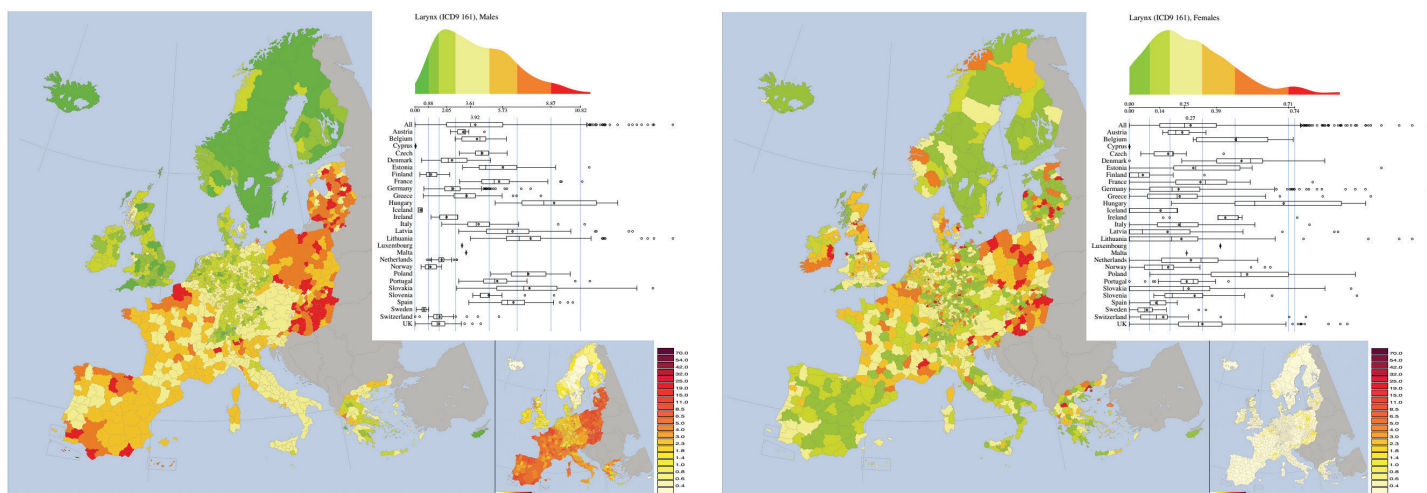 Larynx (ICD9 161), Males
0.00 0.88 2.05 3.61 5.73 8.87 10.82
3.92
All
Austria
Belgium
Cyprus
Czech
Denmark
Estonia
Finland
France
Germany
Greece
Hungary
Iceland
Ireland
Italy
Latvia
Lithuania
Luxembourg
Malta
Netherlands
Norway
Poland
Portugal
Slovakia
Slovenia
Spain
Sweden
Switzerland
UK
70.0
54.0
42.0
32.0
25.0
19.0
15.0
11.0
8.5
6.5
5.0
4.0
3.0
2.3
1.8
1.4
1.0
0.8
0.6
0.4
Larynx (ICD9 161), Females
0.00 0.14 0.25 0.39 0.71
0.00 0.27 0.74
All
Austria
Belgium
Cyprus
Czech
Denmark
Estonia
Finland
France
Germany
Greece
Hungary
Iceland
Ireland
Italy
Latvia
Lithuania
Luxembourg
Malta
Netherlands
Norway
Poland
Portugal
Slovakia
Slovenia
Spain
Sweden
Switzerland
UK
70.0
54.0
42.0
32.0
25.0
19.0
15.0
11.0
8.5
6.5
5.0
4.0
3.0
2.3
1.8
1.4
1.0
0.8
0.6
0.4